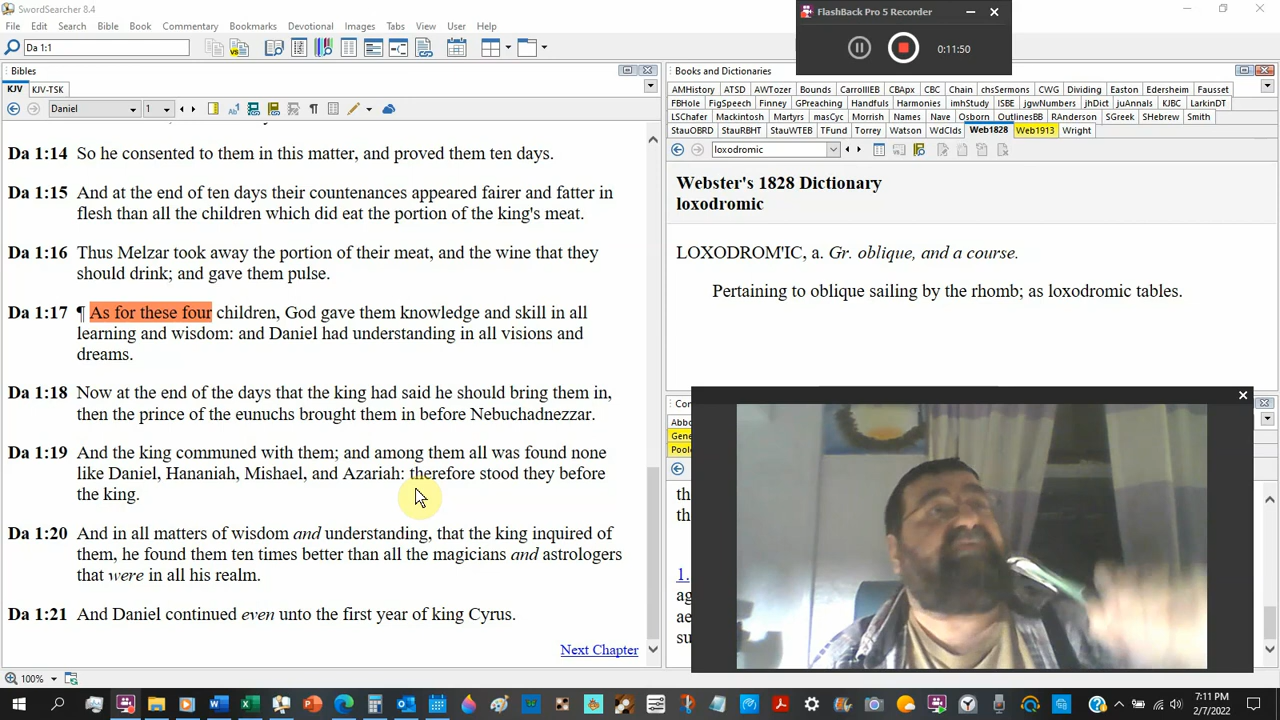 SwordSearcher 8.4
File Edit Search Bible Book Commentary Bookmarks Devotional Images Tabs View User Help
Da 1:1
Bibles
KJV KJV-TSK
Daniel 1
Da 1:14 So he consented to them in this matter, and proved them ten days.
Da 1:15 And at the end of ten days their countenances appeared fairer and fatter in
flesh than all the children which did eat the portion of the king's meat.
Da 1:16 Thus Melzar took away the portion of their meat, and the wine that they
should drink; and gave them pulse.
Da 1:17 ¶ As for these four children, God gave them knowledge and skill in all
learning and wisdom: and Daniel had understanding in all visions and
dreams.
Da 1:18 Now at the end of the days that the king had said he should bring them in,
then the prince of the eunuchs brought them in before Nebuchadnezzar.
Da 1:19 And the king communed with them; and among them all was found none
like Daniel, Hananiah, Mishael, and Azariah: therefore stood they before
the king.
Da 1:20 And in all matters of wisdom and understanding, that the king inquired of
them, he found them ten times better than all the magicians and astrologers
that were in all his realm.
Da 1:21 And Daniel continued even unto the first year of king Cyrus.
Next Chapter
100%
FlashBack Pro 5 Recorder
0:11:50
Books and Dictionaries
AMHistory ATSD AWTozer Bounds CarrollIEB CBApx CBC Chain chsSermons CWG Dividing Easton Edersheim Fausset
FBHole FigSpeech Finney GPreaching Handfuls Harmonies imhStudy ISBE jgwNumbers jhDict juAnnals KJBC LarkinDT
LSChafer Mackintosh Martyrs masCyc Morrish Names Nave Osborn OutlinesBB RAnderson SGreek SHebrew Smith
StauOBRD StauRBHT StauWTEB TFund Torrey Watson WdClds Web1828 Web1913 Wright
loxodromic
Webster's 1828 Dictionary
loxodromic
LOXODROM'IC, a. Gr. oblique, and a course.
Pertaining to oblique sailing by the rhomb; as loxodromic tables.
7:11 PM
2/7/2022